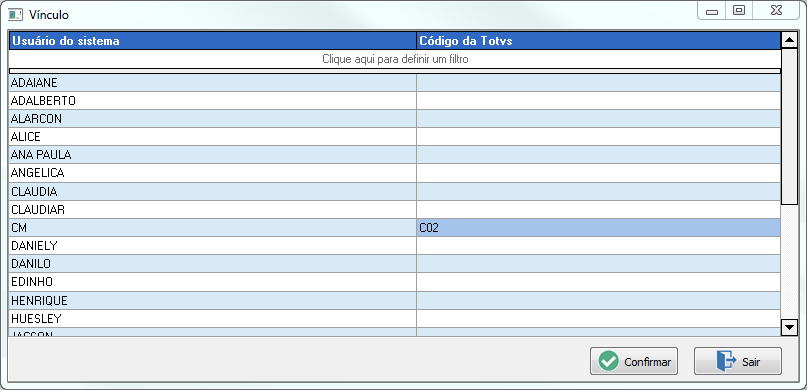 Vínculo
Usuário do sistema Código da Totvs
Clique aqui para definir um filtro
ADAIANE
ADALBERTO
ALARCON
ALICE
ANA PAULA
ANGELICA
CLAUDIA
CLAUDIAR
CM C02
DANIELY
DANILO
EDINHO
HENRIQUE
HUESLEY
Confirmar Sair